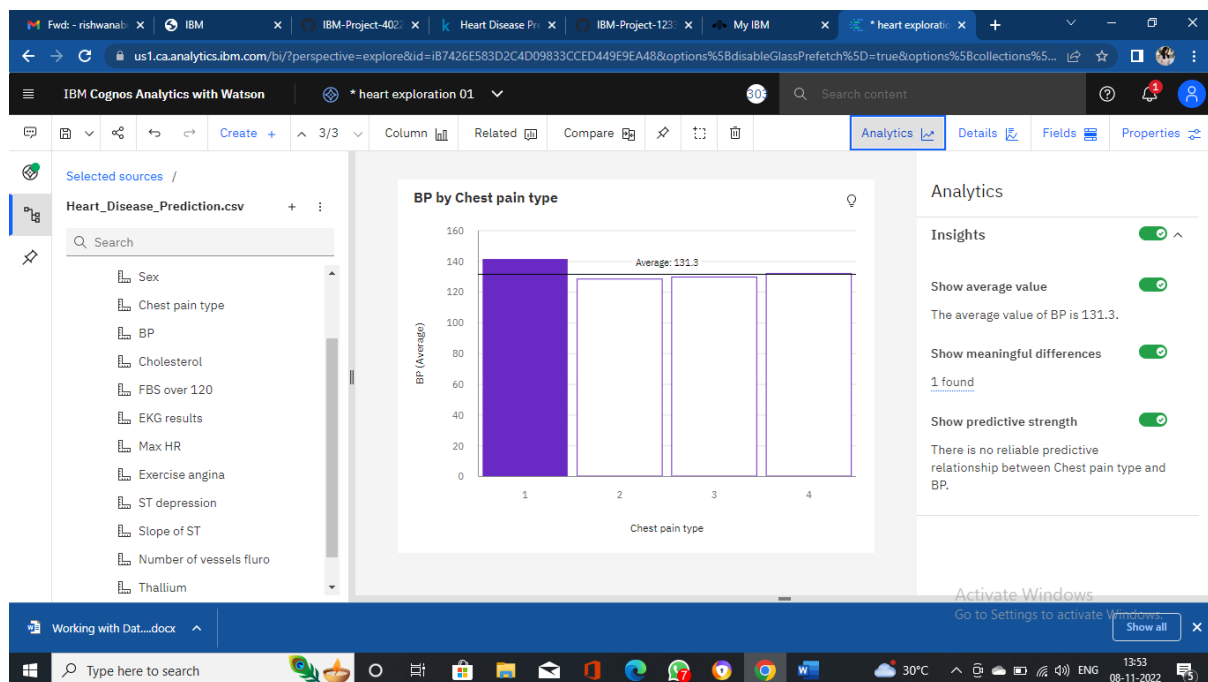 Fwd: - rishwanab
IBM
IBM-Project-4022
Heart Disease Pre
IBM-Project-1233
My IBM
* heart exploratio
us1.ca.analytics.ibm.com/bi/?perspective=explore&id=iB7426E583D2C4D09833CCED449E9EA48&options%5BdisableGlassPrefetch%5D=true&options%5Bcollections%5...
IBM Cognos Analytics with Watson
* heart exploration 01
Search content
1
Create +
3/3
Column
Related
Compare
Analytics
Details
Fields
Properties
Selected sources /
Heart_Disease_Prediction.csv
Search
Sex
Chest pain type
BP
Cholesterol
FBS over 120
EKG results
Max HR
Exercise angina
ST depression
Slope of ST
Number of vessels fluro
Thallium
BP by Chest pain type
160
140
120
100
80
60
40
20
0
BP (Average)
Average: 131.3
1
2
3
4
Chest pain type
Analytics
Insights
Show average value
The average value of BP is 131.3.
Show meaningful differences
1 found
Show predictive strength
There is no reliable predictive
relationship between Chest pain type and
BP.
Activate Windows
Go to Settings to activate Windows.
Working with Dat....docx
Show all
Type here to search
30°C
ENG
13:53
08-11-2022
5